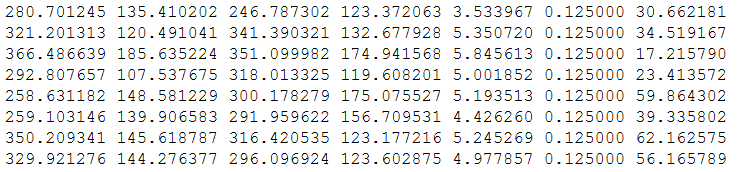 280.701245 135.410202 246.787302 123.372063 3.533967 0.125000 30.662181
321.201313 120.491041 341.390321 132.677928 5.350720 0.125000 34.519167
366.486639 185.635224 351.099982 174.941568 5.845613 0.125000 17.215790
292.807657 107.537675 318.013325 119.608201 5.001852 0.125000 23.413572
258.631182 148.581229 300.178279 175.075527 5.193513 0.125000 59.864302
259.103146 139.906583 291.959622 156.709531 4.426260 0.125000 39.335802
350.209341 145.618787 316.420535 123.177216 5.245269 0.125000 62.162575
329.921276 144.276377 296.096924 123.602875 4.977857 0.125000 56.165789